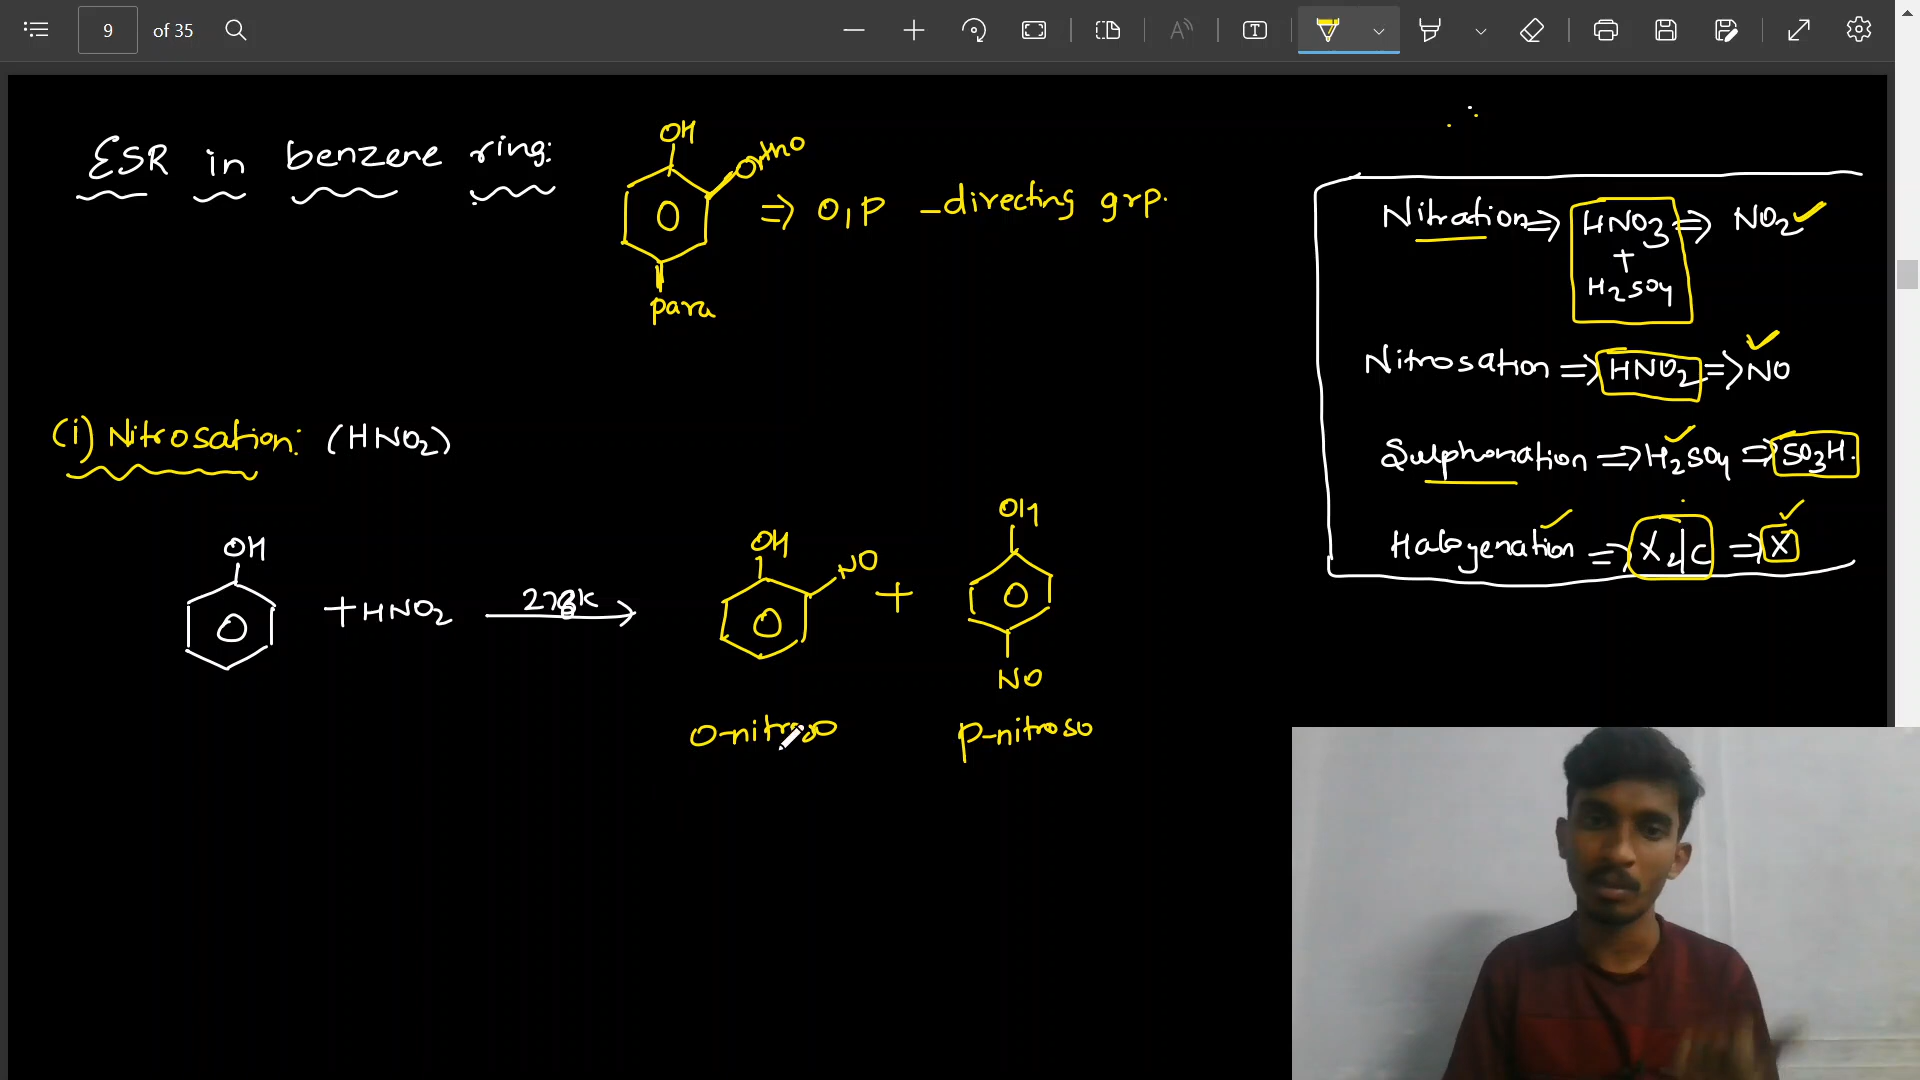 9 of 35
ESR in benzene ring:
OH
Ortho
⇒ O,P -directing grp.
para
Nitration ⇒ HNO3 ⇒ NO2 ✓
+
H2SO4
Nitrosation ⇒ HNO2 ⇒ NO ✓
Sulphonation ⇒ H2SO4 ⇒ SO3H.
Halogenation ⇒ X2|C ⇒ X
(i) Nitrosation: (HNO2)
OH
+ HNO2
278K
OH
NO
+
OH
NO
O-nitroso
P-nitroso